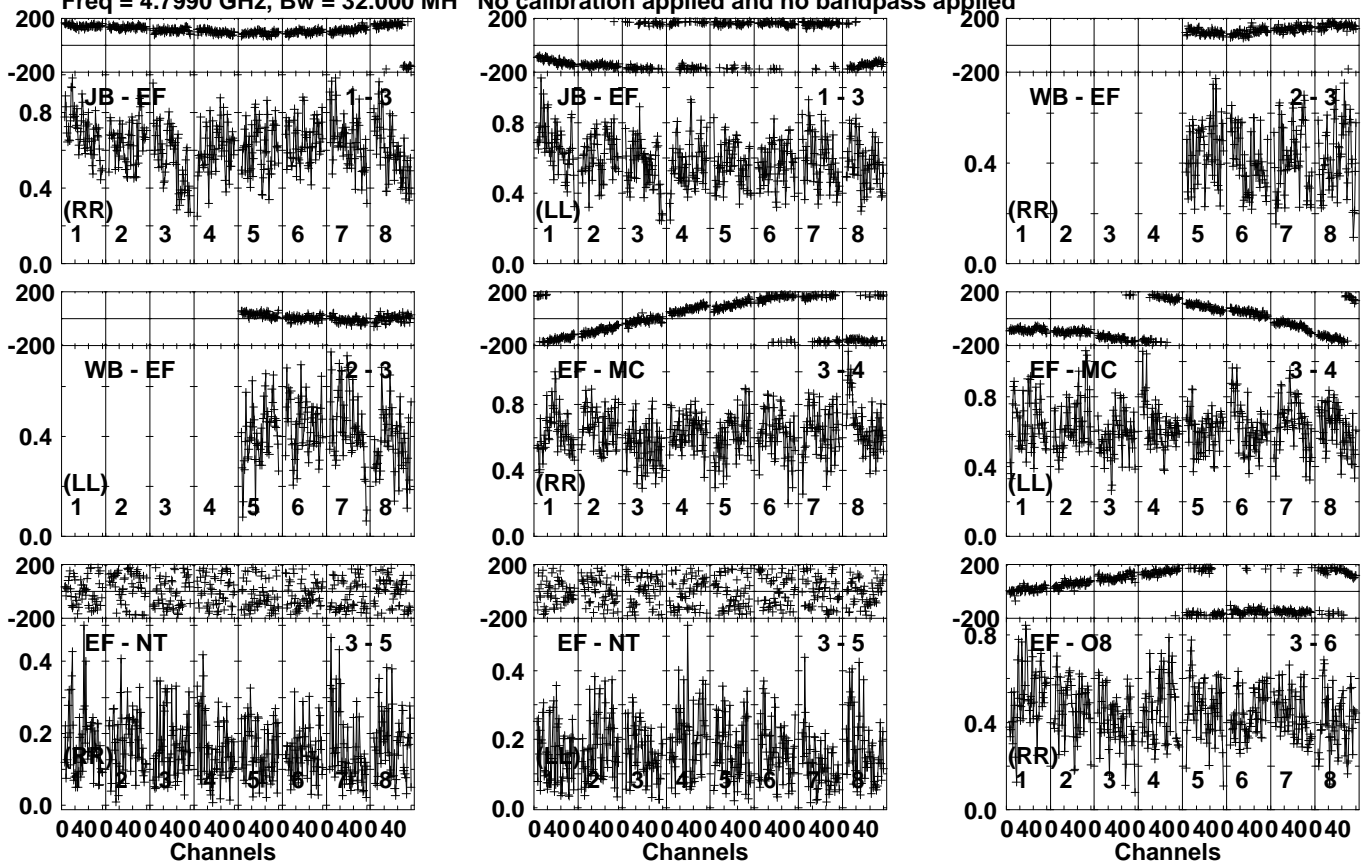 Freq = 4.7990 GHz, Bw = 32.000 MH No calibration applied and no bandpass applied
200 200 200
-200 -200 -200
JB - EF 1 - 3 JB - EF 1 - 3 WB - EF 2 - 3
0.8 0.8
0.4 0.4 0.4
(RR) (LL) (RR)
1 2 3 4 5 6 7 8 1 2 3 4 5 6 7 8 1 2 3 4 5 6 7 8
0.0 0.0 0.0
200 200 200
-200 -200 -200
WB - EF 2 - 3 EF - MC 3 - 4 EF - MC 3 - 4
0.8 0.8
0.4 0.4 0.4
(LL) (RR) (LL)
1 2 3 4 5 6 7 8 1 2 3 4 5 6 7 8 1 2 3 4 5 6 7 8
0.0 0.0 0.0
200 200 200
-200 -200 -200
EF - NT 3 - 5 EF - NT 3 - 5 EF - O8 3 - 6
0.4 0.4 0.8
0.2 0.2 0.4
(RR) (LL) (RR)
1 2 3 4 5 6 7 8 1 2 3 4 5 6 7 8 1 2 3 4 5 6 7 8
0.0 0.0 0.0
0 40 0 40 0 40 0 40 0 40 0 40 0 40 0 40 0 40 0 40 0 40 0 40 0 40 0 40 0 40 0 40 0 40 0 40 0 40 0 40 0 40 0 40 0 40 0 40
Channels Channels Channels